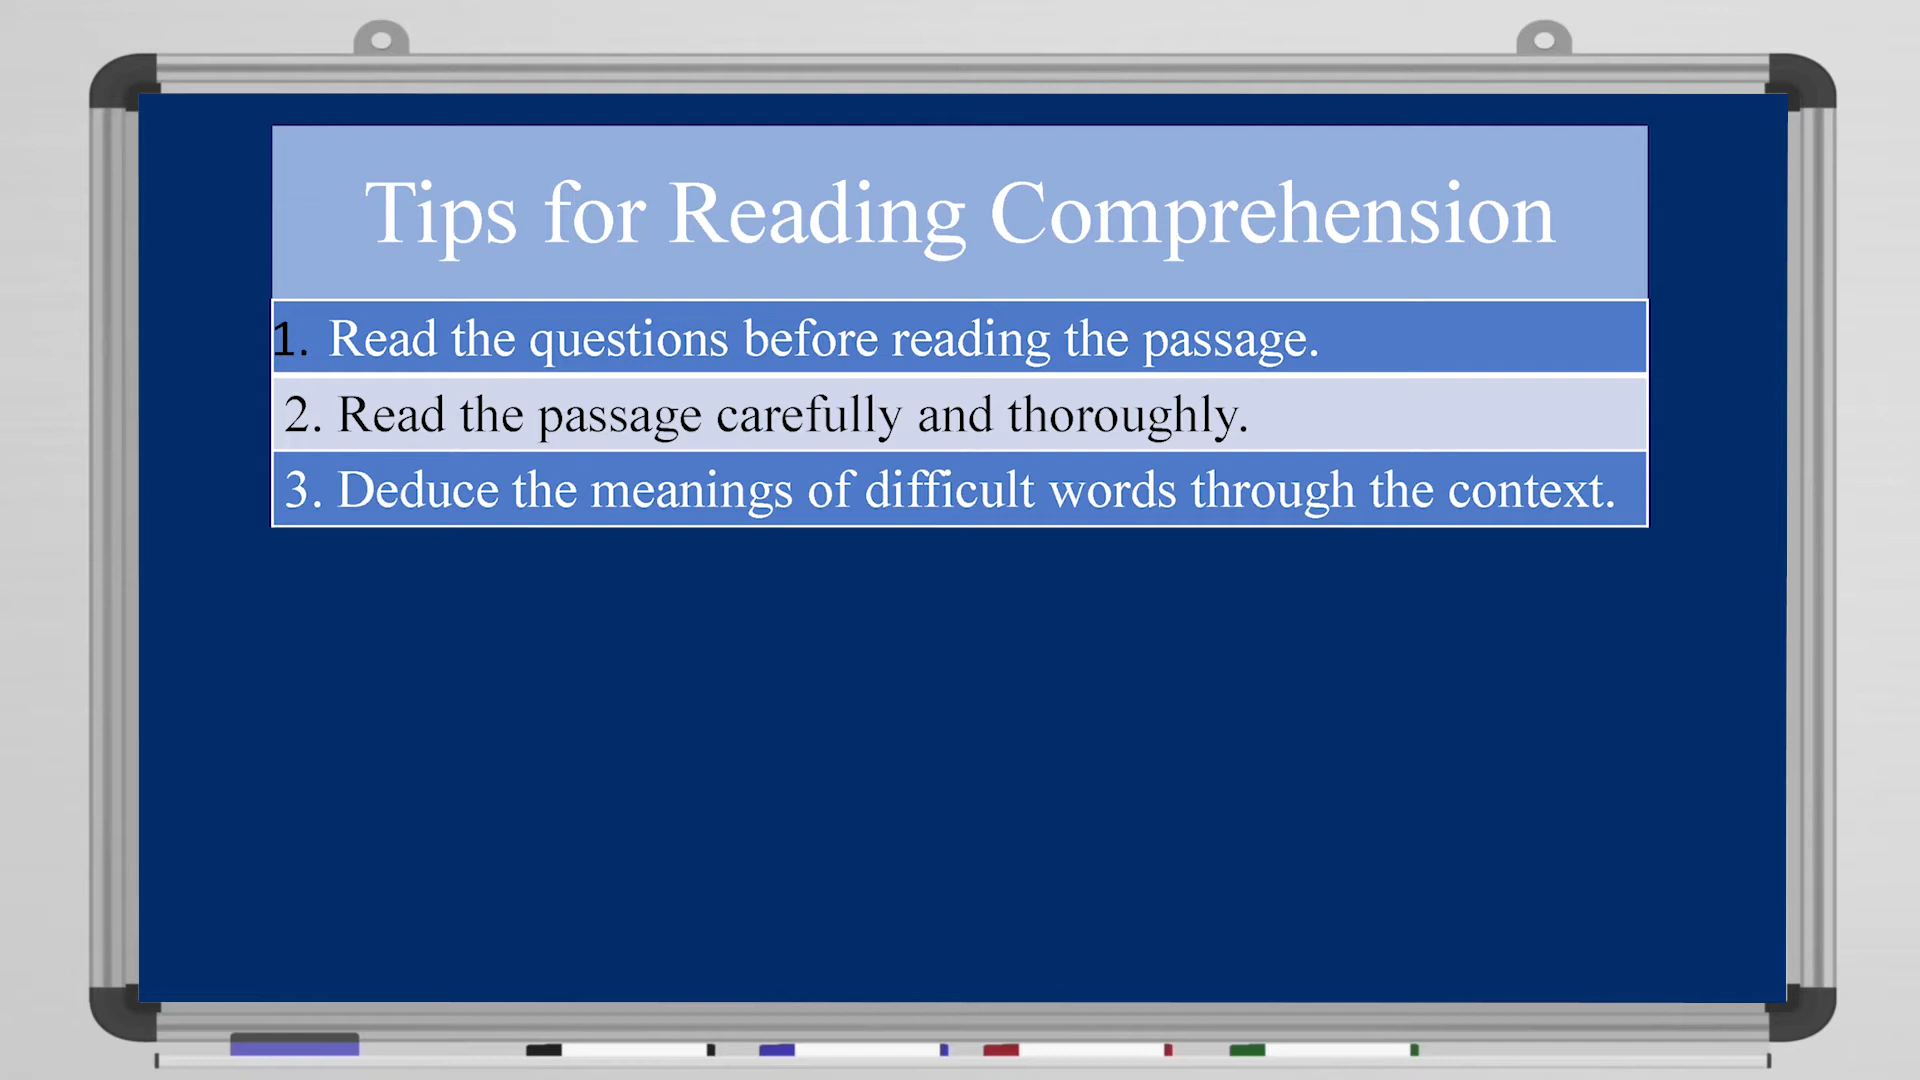 Tips for Reading Comprehension
1. Read the questions before reading the passage.
2. Read the passage carefully and thoroughly.
3. Deduce the meanings of difficult words through the context.